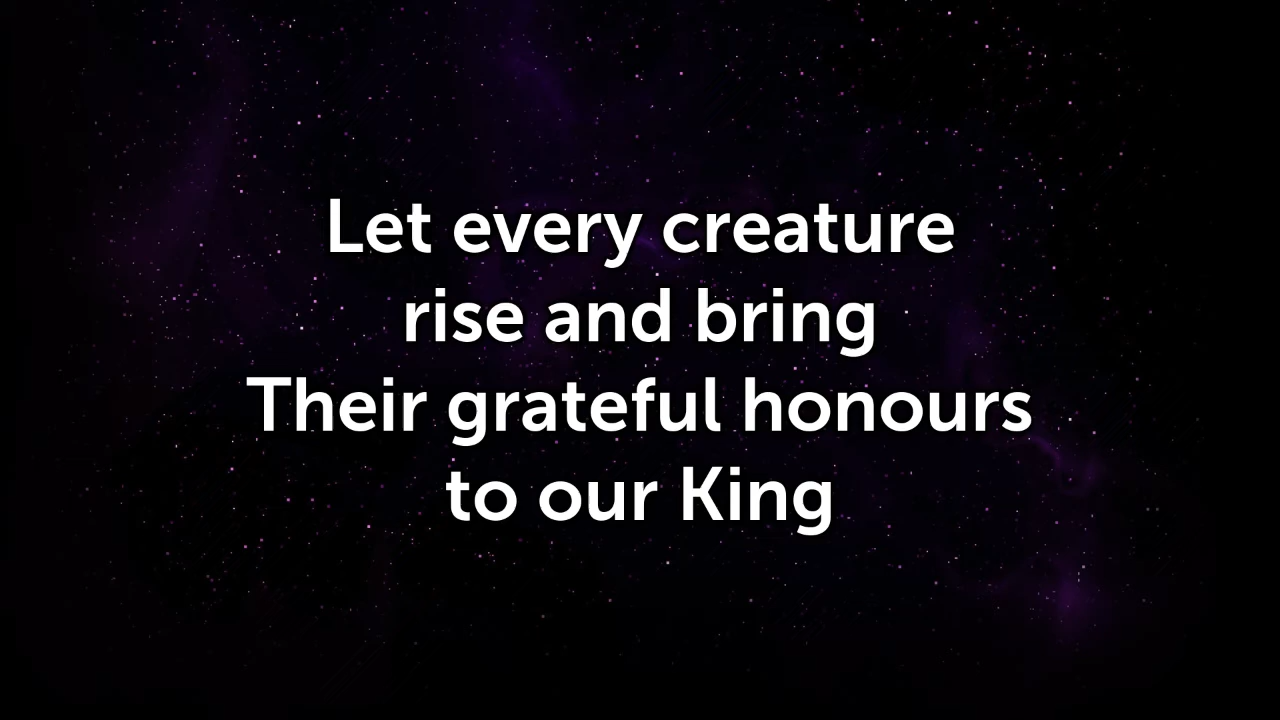 Let every creature
rise and bring
Their grateful honours
to our King